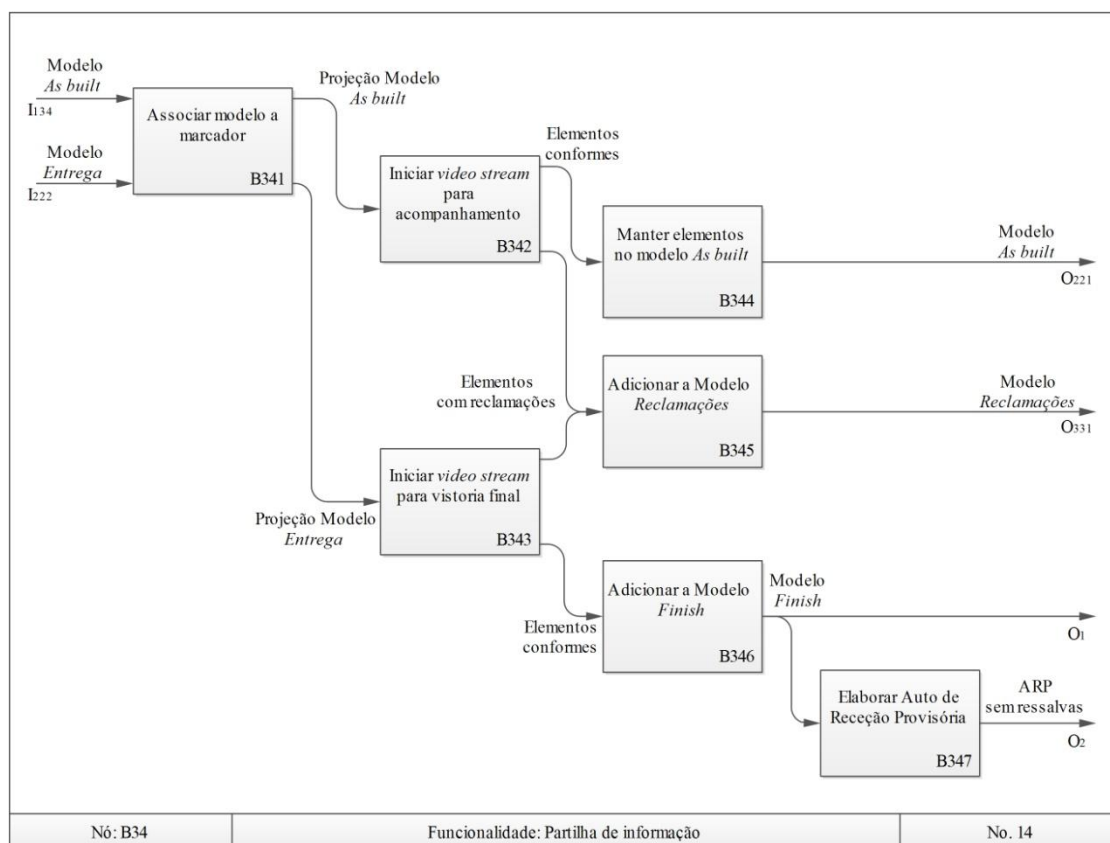 Modelo
As built
I134
Modelo
Entrega
I222
Associar modelo a
marcador
B341
Projeção Modelo
As built
Iniciar video stream
para
acompanhamento
B342
Elementos
conformes
Manter elementos
no modelo As built
B344
Modelo
As built
O221
Elementos
com reclamações
Adicionar a Modelo
Reclamações
B345
Modelo
Reclamações
O331
Iniciar video stream
para vistoria final
B343
Projeção Modelo
Entrega
Elementos
conformes
Adicionar a Modelo
Finish
B346
Modelo
Finish
O1
Elaborar Auto de
Receção Provisória
B347
ARP
sem ressalvas
O2
Nó: B34
Funcionalidade: Partilha de informação
No. 14